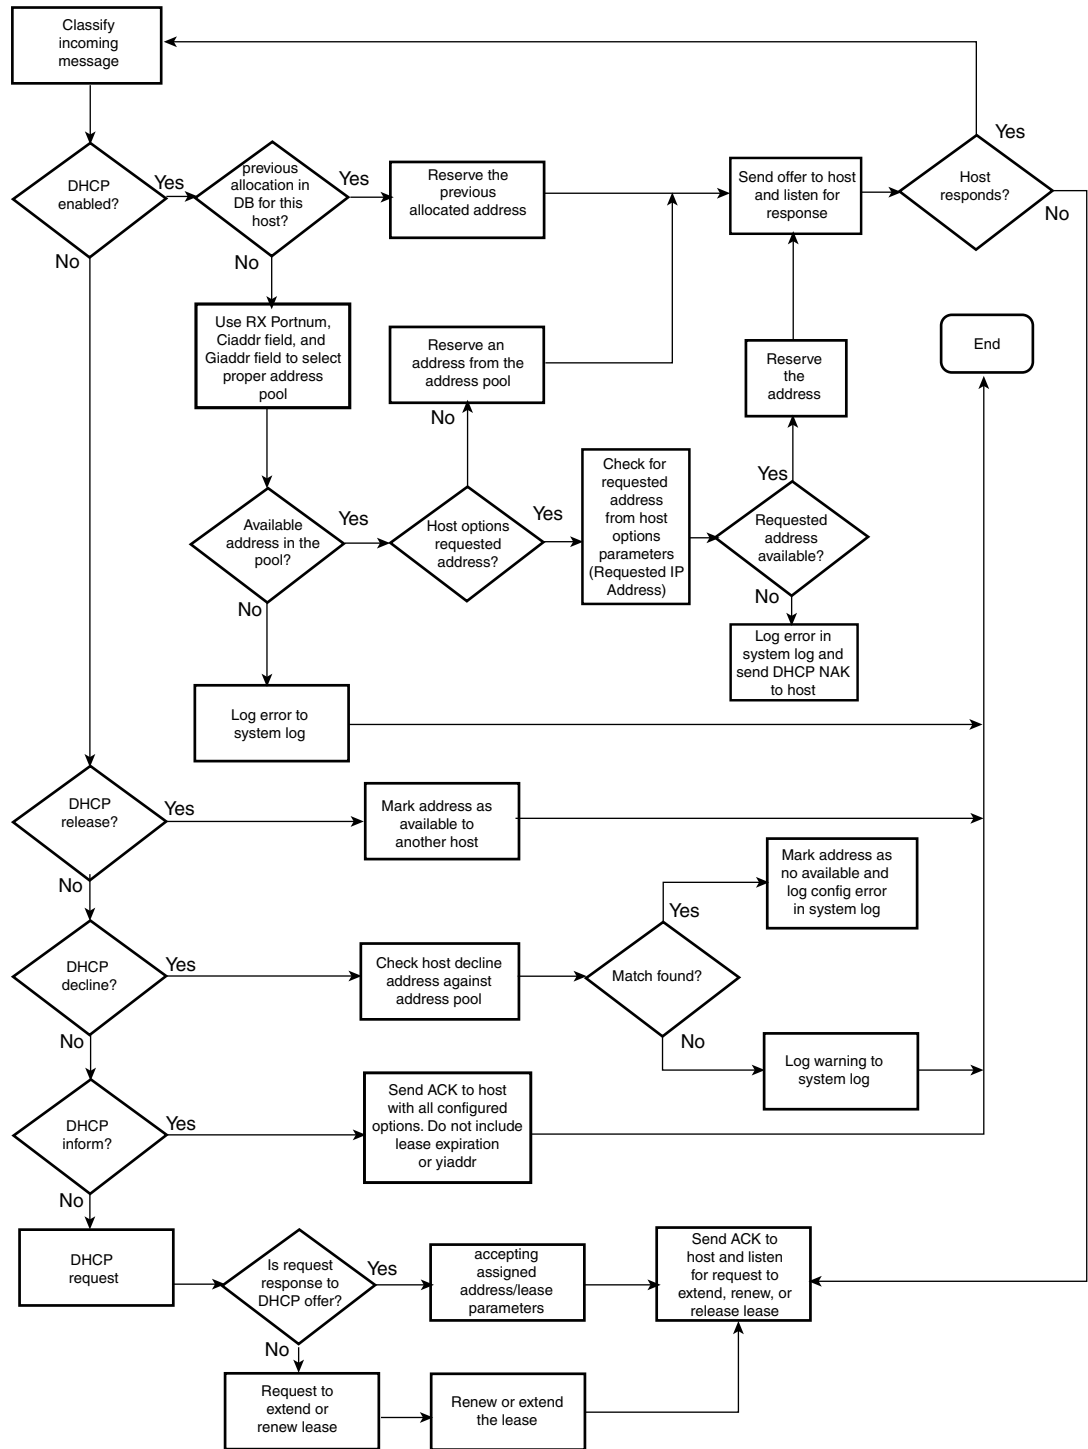 Classify
incoming
message
Yes
DHCP
enabled?
Yes
previous
allocation in
DB for this
host?
Yes
Reserve the
previous
allocated address
Send offer to host
and listen for
response
Host
responds?
No
No
No
Use RX Portnum,
Ciaddr field, and
Giaddr field to select
proper address
pool
Reserve an
address from the
address pool
Reserve
the
address
End
No
Yes
Available
address in the
pool?
Yes
Host options
requested
address?
Yes
Check for
requested
address
from host
options
parameters
(Requested IP
Address)
Requested
address
available?
No
No
Log error in
system log and
send DHCP NAK
to host
Log error to
system log
DHCP
release?
Yes
Mark address as
available to
another host
No
Mark address as
no available and
log config error
in system log
Yes
DHCP
decline?
Yes
Check host decline
address against
address pool
Match found?
No
No
Log warning to
system log
DHCP
inform?
Yes
Send ACK to host
with all configured
options. Do not include
lease expiration
or yiaddr
No
DHCP
request
Is request
response to
DHCP offer?
Yes
accepting
assigned
address/lease
parameters
Send ACK to
host and listen
for request to
extend, renew, or
release lease
No
Request to
extend or
renew lease
Renew or extend
the lease